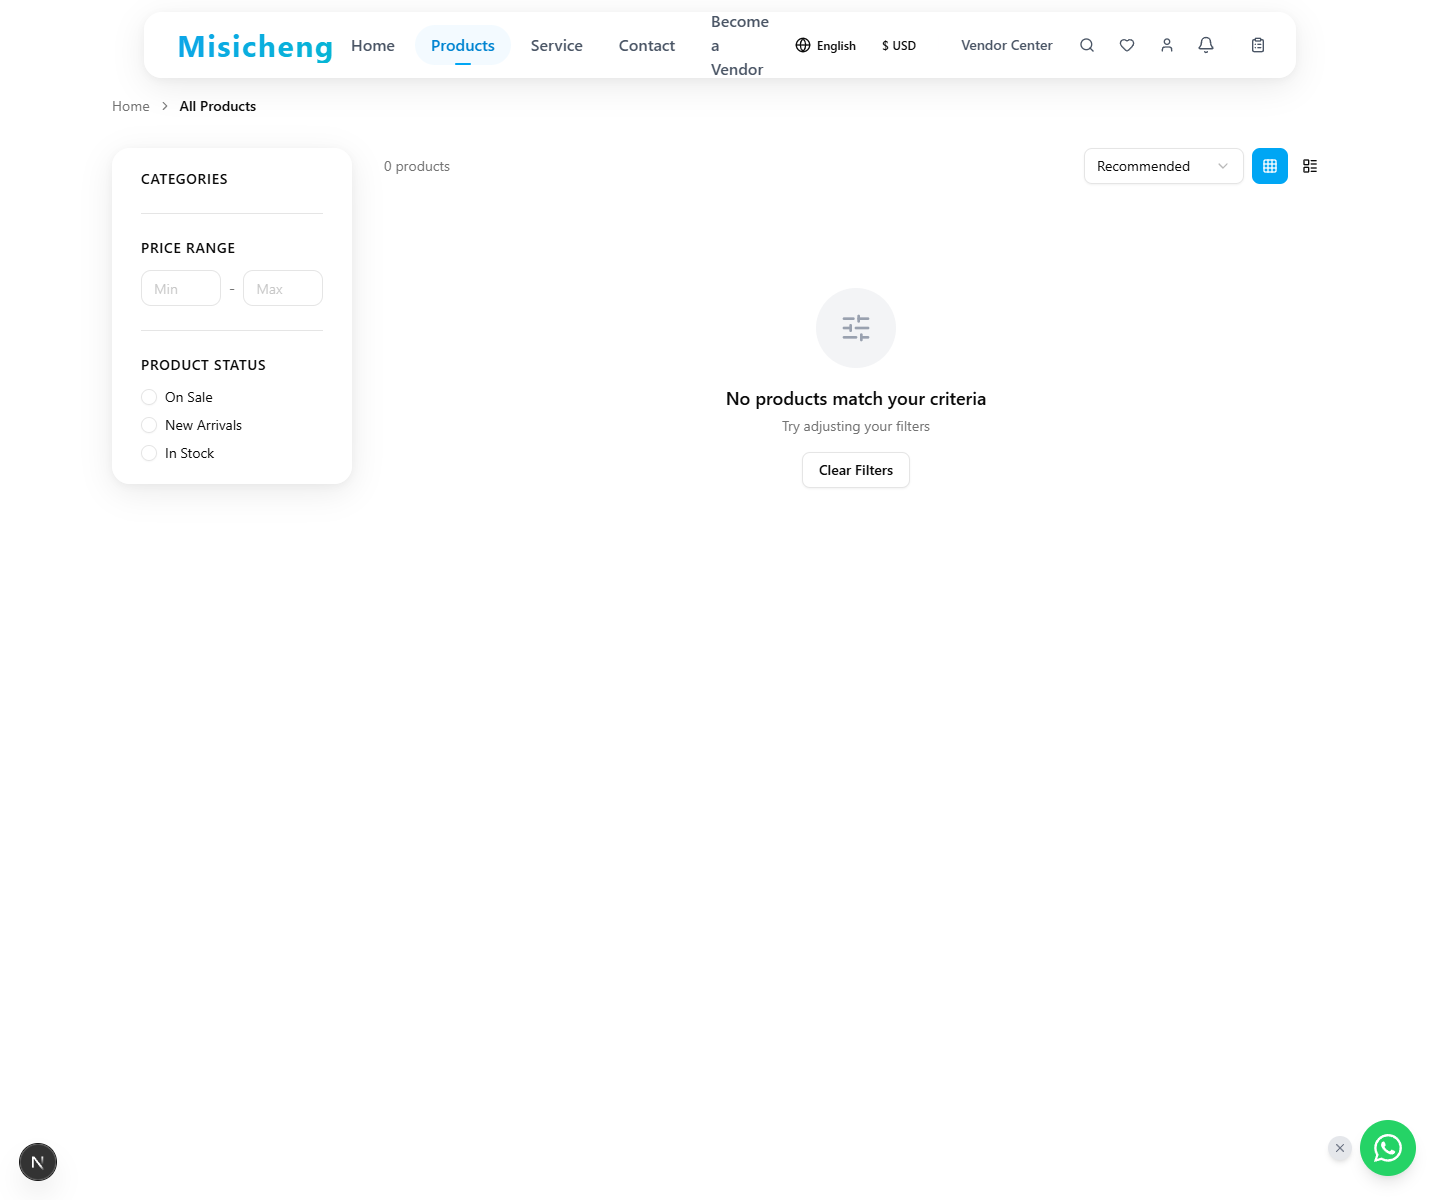 Misicheng
Home
Products
Service
Contact
Become
a
Vendor
English
$ USD
Vendor Center
Home
All Products
CATEGORIES
PRICE RANGE
Min
-
Max
PRODUCT STATUS
On Sale
New Arrivals
In Stock
0 products
Recommended
No products match your criteria
Try adjusting your filters
Clear Filters
N